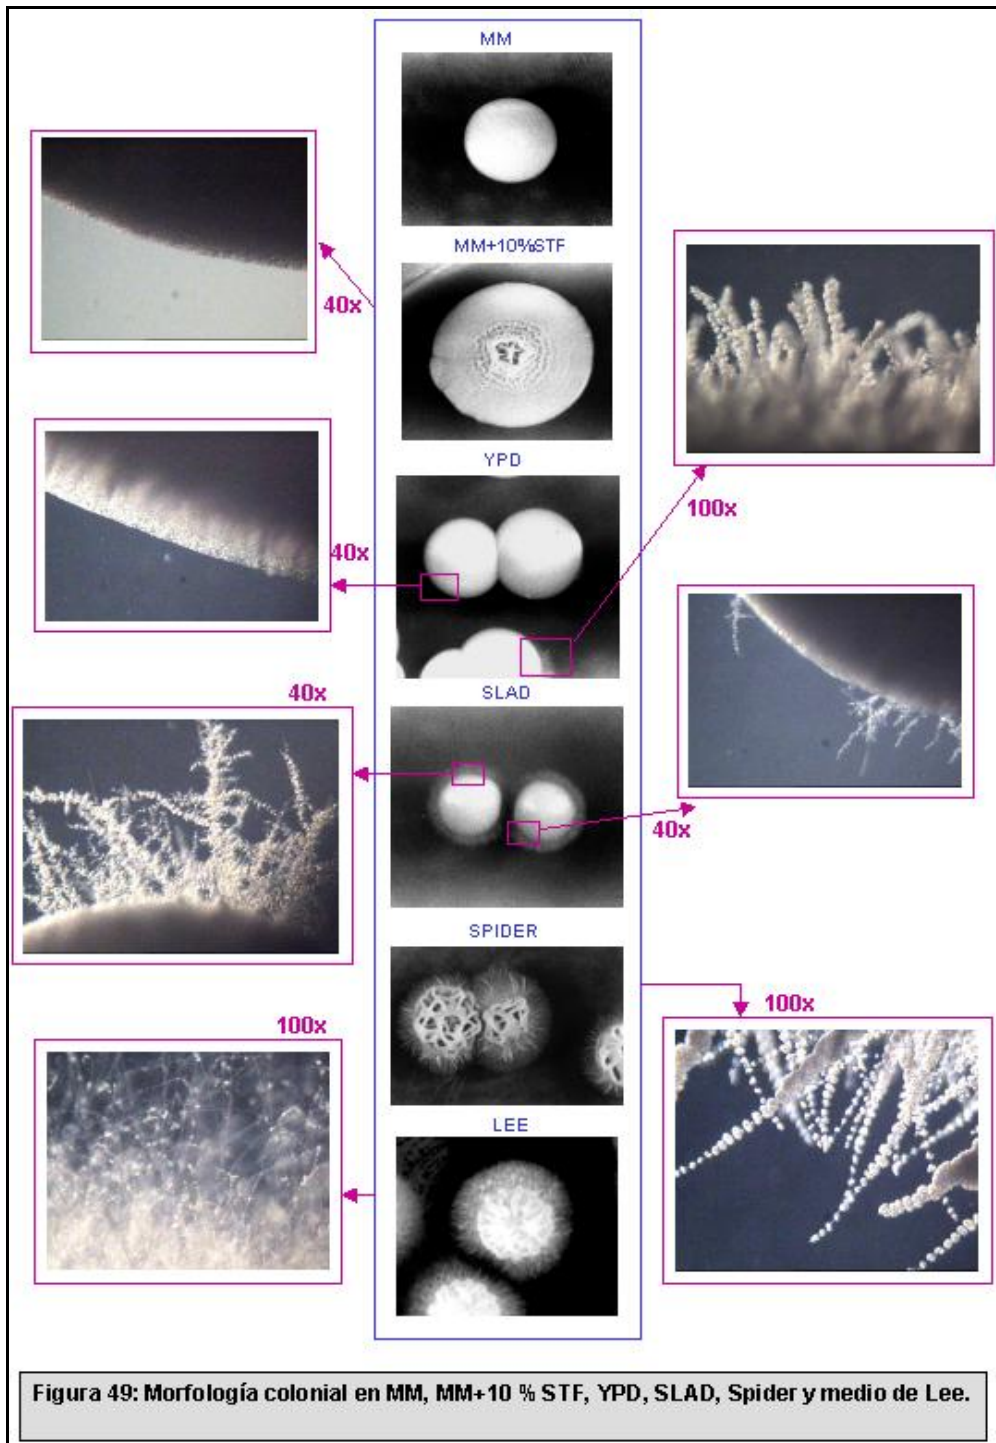 MM
MM+10%STF
40x
YPD
100x
40x
SLAD
40x
40x
SPIDER
100x
100x
LEE
Figura 49: Morfología colonial en MM, MM+10 % STF, YPD, SLAD, Spider y medio de Lee.